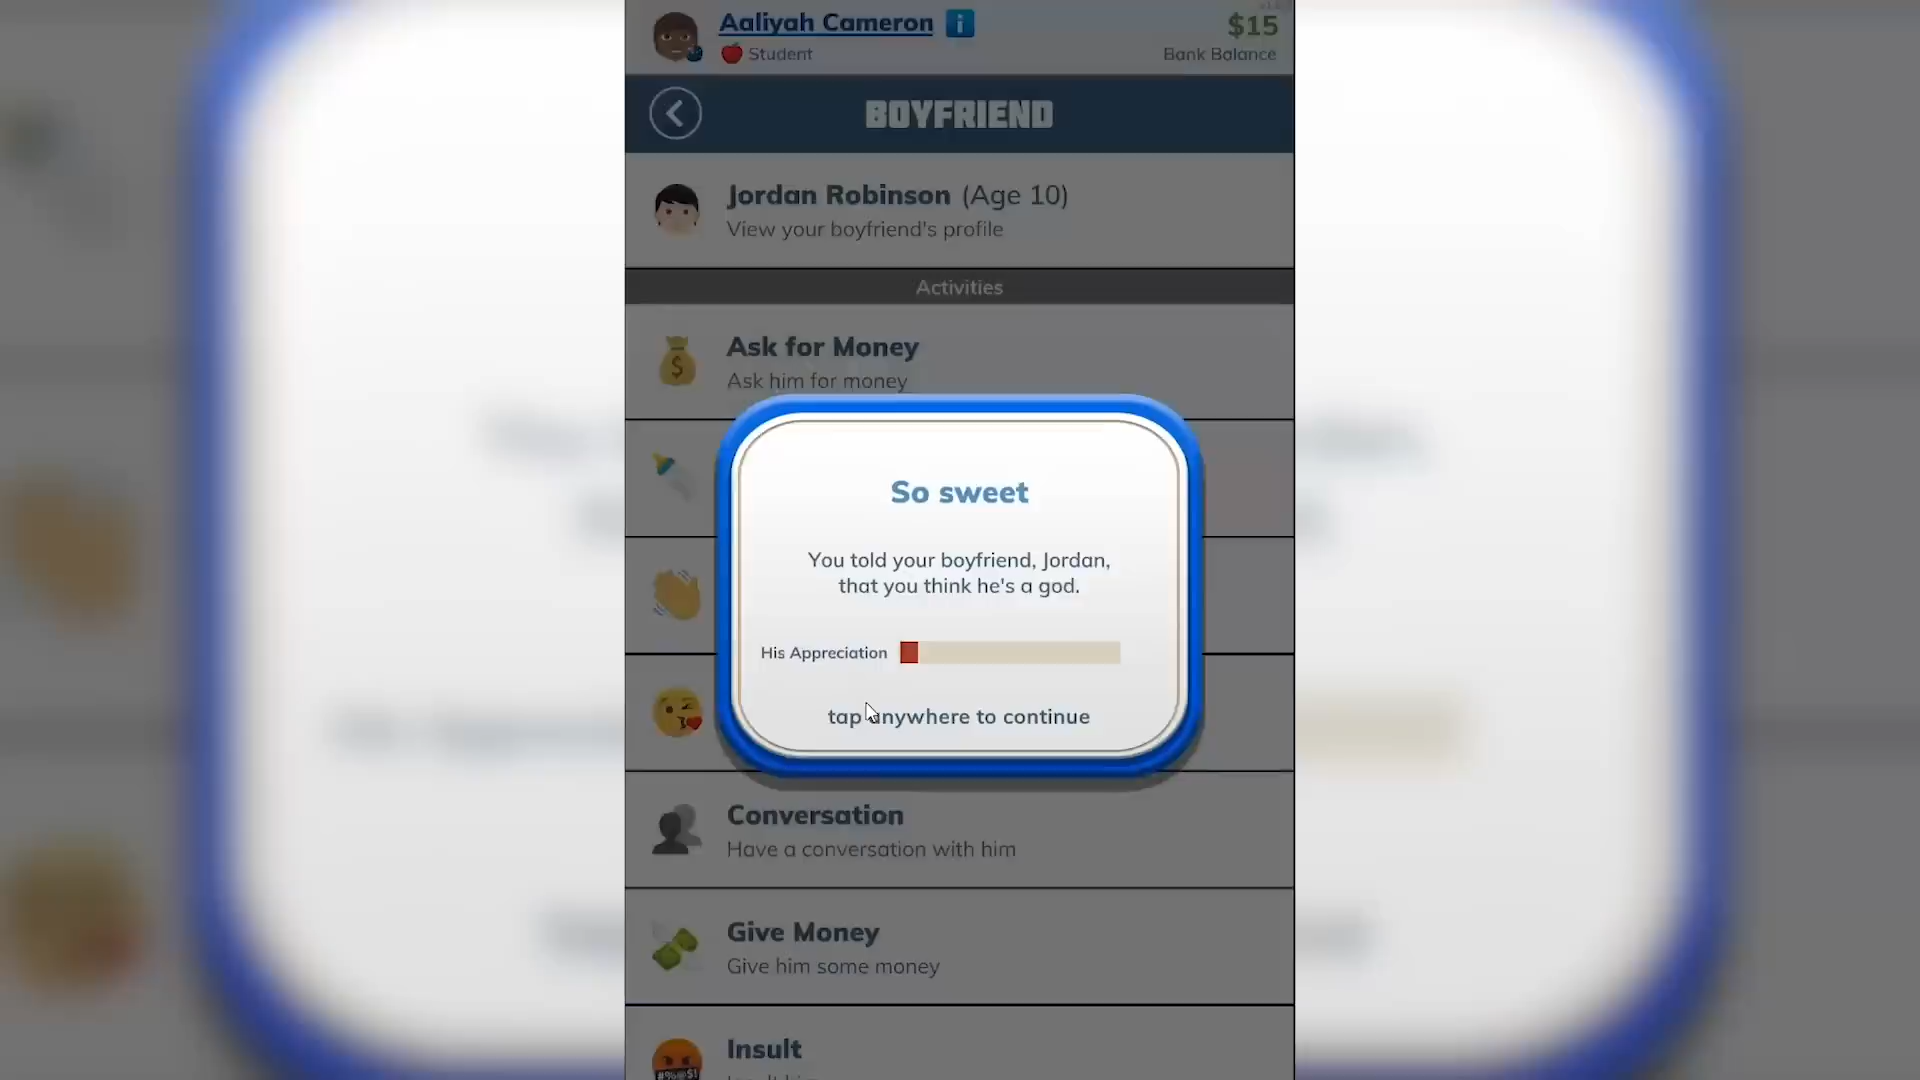 Aaliyah Cameron
$15
Student
Bank Balance
BOYFRIEND
Jordan Robinson (Age 10)
View your boyfriend's profile
Activities
Ask for Money
Ask him for money
So sweet
You told your boyfriend, Jordan,
that you think he's a god.
His Appreciation
tap anywhere to continue
Conversation
Have a conversation with him
Give Money
Give him some money
Insult